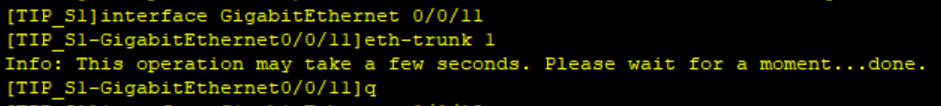 [TIP_S1]interface GigabitEthernet 0/0/11
[TIP_S1-GigabitEthernet0/0/11]eth-trunk 1
Info: This operation may take a few seconds. Please wait for a moment...done.
[TIP_S1-GigabitEthernet0/0/11]q